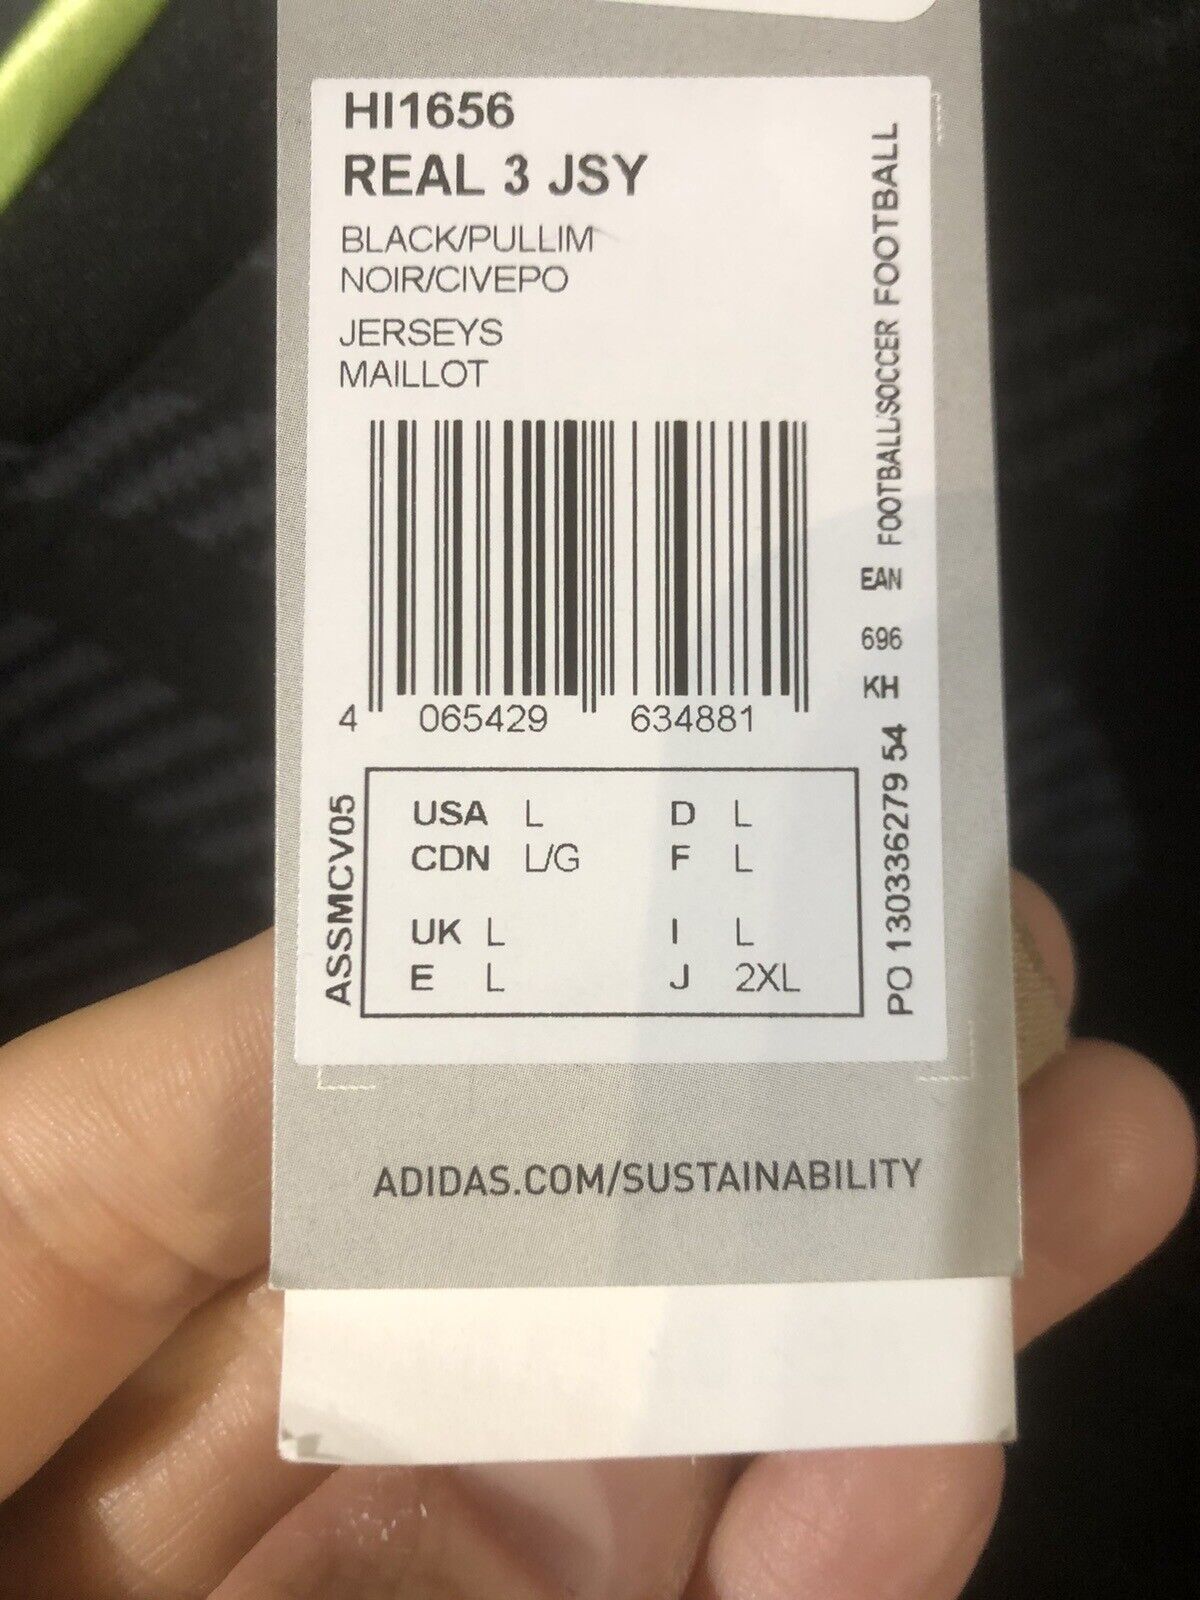 HI1656
REAL 3 JSY
BLACK/PULLIM
NOIR/CIVEPO
JERSEYS
MAILLOT
4 065429 634881
USA L D L
CDN L/G F L
UK L I L
E L J 2XL
ASSMCV05
PO 130336279 54 KH 696 EAN FOOTBALL/SOCCER FOOTBALL
ADIDAS.COM/SUSTAINABILITY